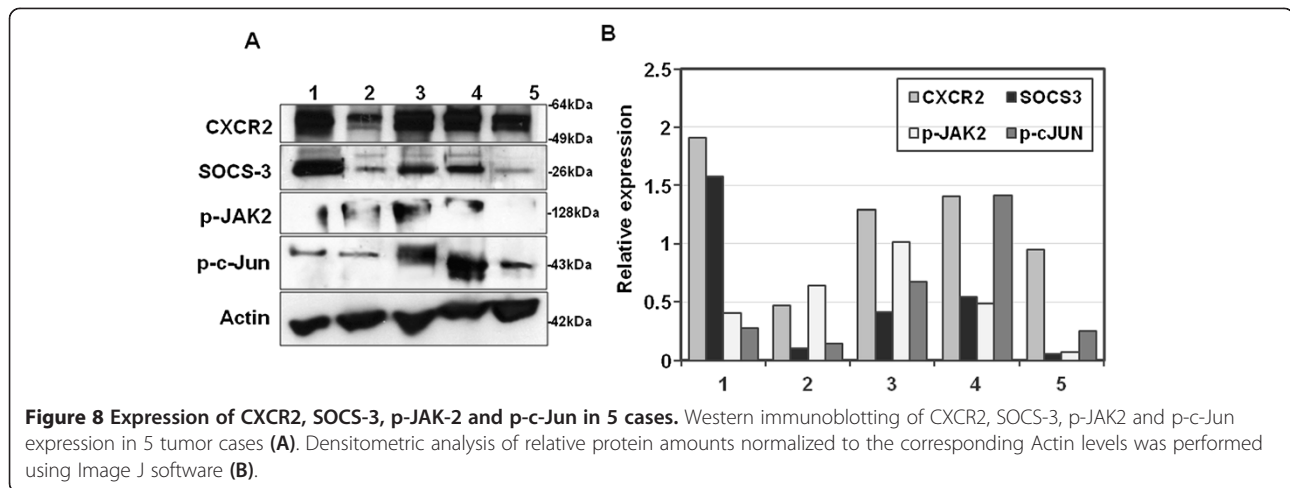 A
1 2 3 4 5
CXCR2
-64kDa
-49kDa
SOCS-3
-26kDa
p-JAK2
-128kDa
p-c-Jun
-43kDa
Actin
-42kDa
B
2.5
2
1.5
1
0.5
0
Relative expression
CXCR2 SOCS3
p-JAK2 p-cJUN
1 2 3 4 5
Figure 8 Expression of CXCR2, SOCS-3, p-JAK-2 and p-c-Jun in 5 cases. Western immunoblotting of CXCR2, SOCS-3, p-JAK2 and p-c-Jun
expression in 5 tumor cases (A). Densitometric analysis of relative protein amounts normalized to the corresponding Actin levels was performed
using Image J software (B).